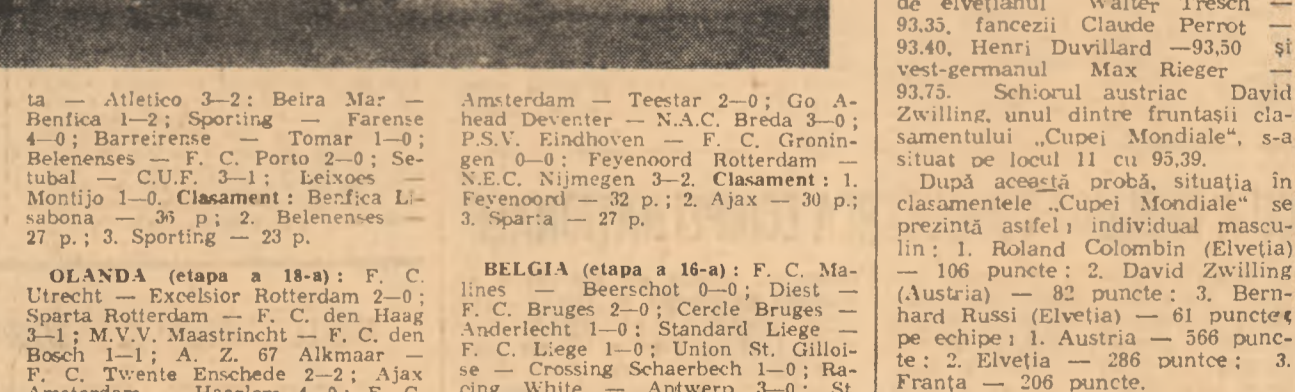 ta — Atletico 3—2: Beira Mar —
Benfica 1—2; Sporting — Farense
4—0; Barreirense — Tomar 1—0;
Belenenses — F. C. Porto 2—0; Se-
tubal — C.U.F. 3—1; Leixoes —
Montijo 1—0. Clasament: Benfica Li-
sabona — 36 p; 2. Belenenses —
27 p.; 3. Sporting — 23 p.
OLANDA (etapa a 18-a): F. C.
Utrecht — Excelsior Rotterdam 2—0;
Sparta Rotterdam — F. C. den Haag
3—1; M.V.V. Maastrincht — F. C. den
Bosch 1—1; A. Z. 67 Alkmaar —
F. C. Twente Enschede 2—2; Ajax
Amsterdam — Haarlem 4—0; F. C.
Amsterdam — Teestar 2—0; Go A-
head Deventer — N.A.C. Breda 3—0;
P.S.V. Eindhoven — F. C. Gronin-
gen 0—0: Feyenoord Rotterdam —
N.E.C. Nijmegen 3—2. Clasament: 1.
Feyenoord — 32 p.; 2. Ajax — 30 p.;
3. Sparta — 27 p.
BELGIA (etapa a 16-a): F. C. Ma-
lines — Beerschot 0—0; Diest —
F. C. Bruges 2—0; Cercle Bruges —
Anderlecht 1—0: Standard Liege —
F. C. Liege 1—0; Union St. Gilloi-
se — Crossing Schaerbech 1—0; Ra-
cing White — Antwerp 3—0: St.
de elvețianul Walter Tresch —
93.35, fancezii Claude Perrot —
93.40, Henri Duvillard —93,50 și
vest-germanul Max Rieger —
93,75. Schiorul austriac David
Zwilling, unul dintre fruntașii cla-
samentului „Cupei Mondiale“, s-a
situat pe locul 11 cu 95,39.
După această probă, situația în
clasamentele „Cupei Mondiale“ se
prezintă astfel: individual mascu-
lin: 1. Roland Colombin (Elveția)
— 106 puncte; 2. David Zwilling
(Austria) — 82 puncte; 3. Bern-
hard Russi (Elveția) — 61 puncte;
pe echipe: 1. Austria — 566 punc-
te: 2. Elveția — 286 puntce; 3.
Franța — 206 puncte.